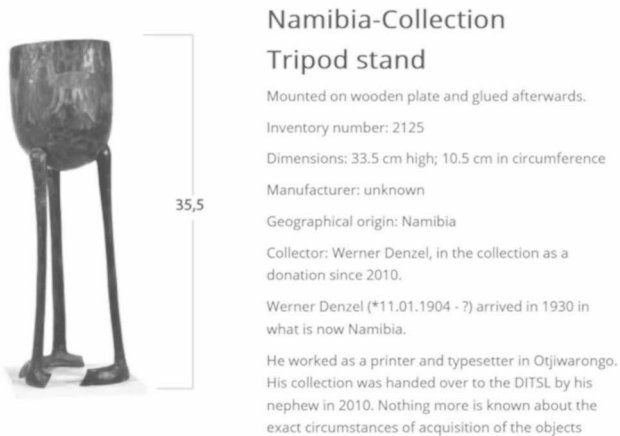 Namibia-Collection
Tripod stand
Mounted on wooden plate and glued afterwards.
Inventory number: 2125
Dimensions: 33.5 cm high; 10.5 cm in circumference
Manufacturer: unknown
35,5
Geographical origin: Namibia
Collector: Werner Denzel, in the collection as a
donation since 2010.
Werner Denzel (*11.01.1904 - ?) arrived in 1930 in
what is now Namibia.
He worked as a printer and typesetter in Otjiwarongo.
His collection was handed over to the DITSL by his
nephew in 2010. Nothing more is known about the
exact circumstances of acquisition of the objects